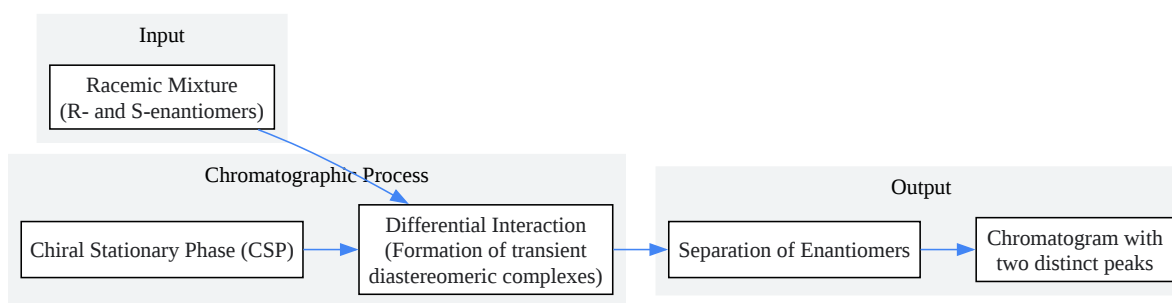 Input
Racemic Mixture
(R- and S-enantiomers)
Chromatographic Process
Chiral Stationary Phase (CSP)
Differential Interaction
(Formation of transient
diastereomeric complexes)
Output
Separation of Enantiomers
Chromatogram with
two distinct peaks